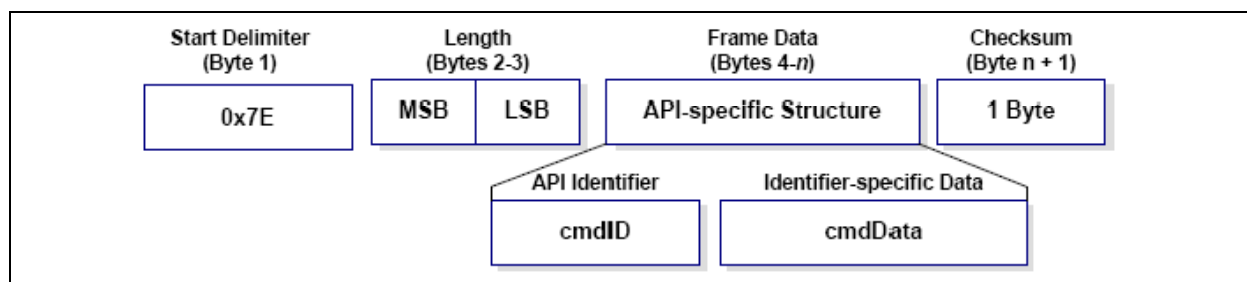 Start Delimiter
(Byte 1)
Length
(Bytes 2-3)
Frame Data
(Bytes 4-n)
Checksum
(Byte n + 1)
0x7E
MSB
LSB
API-specific Structure
1 Byte
API Identifier
Identifier-specific Data
cmdID
cmdData